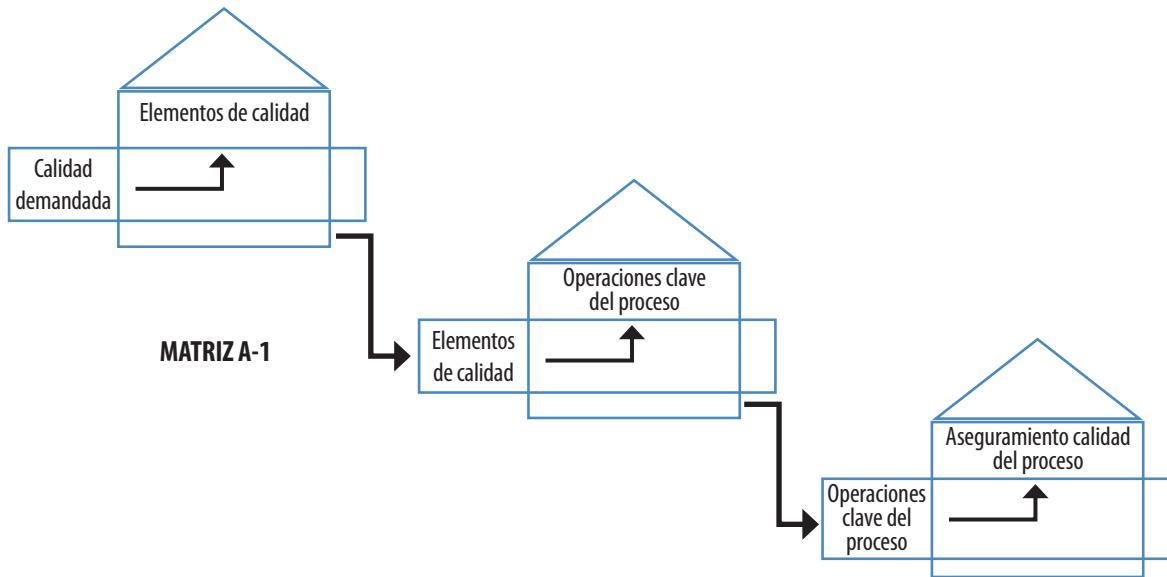 Elementos de calidad
Calidad
demandada
MATRIZ A-1
Operaciones clave
del proceso
Elementos
de calidad
Aseguramiento calidad
del proceso
Operaciones
clave del
proceso